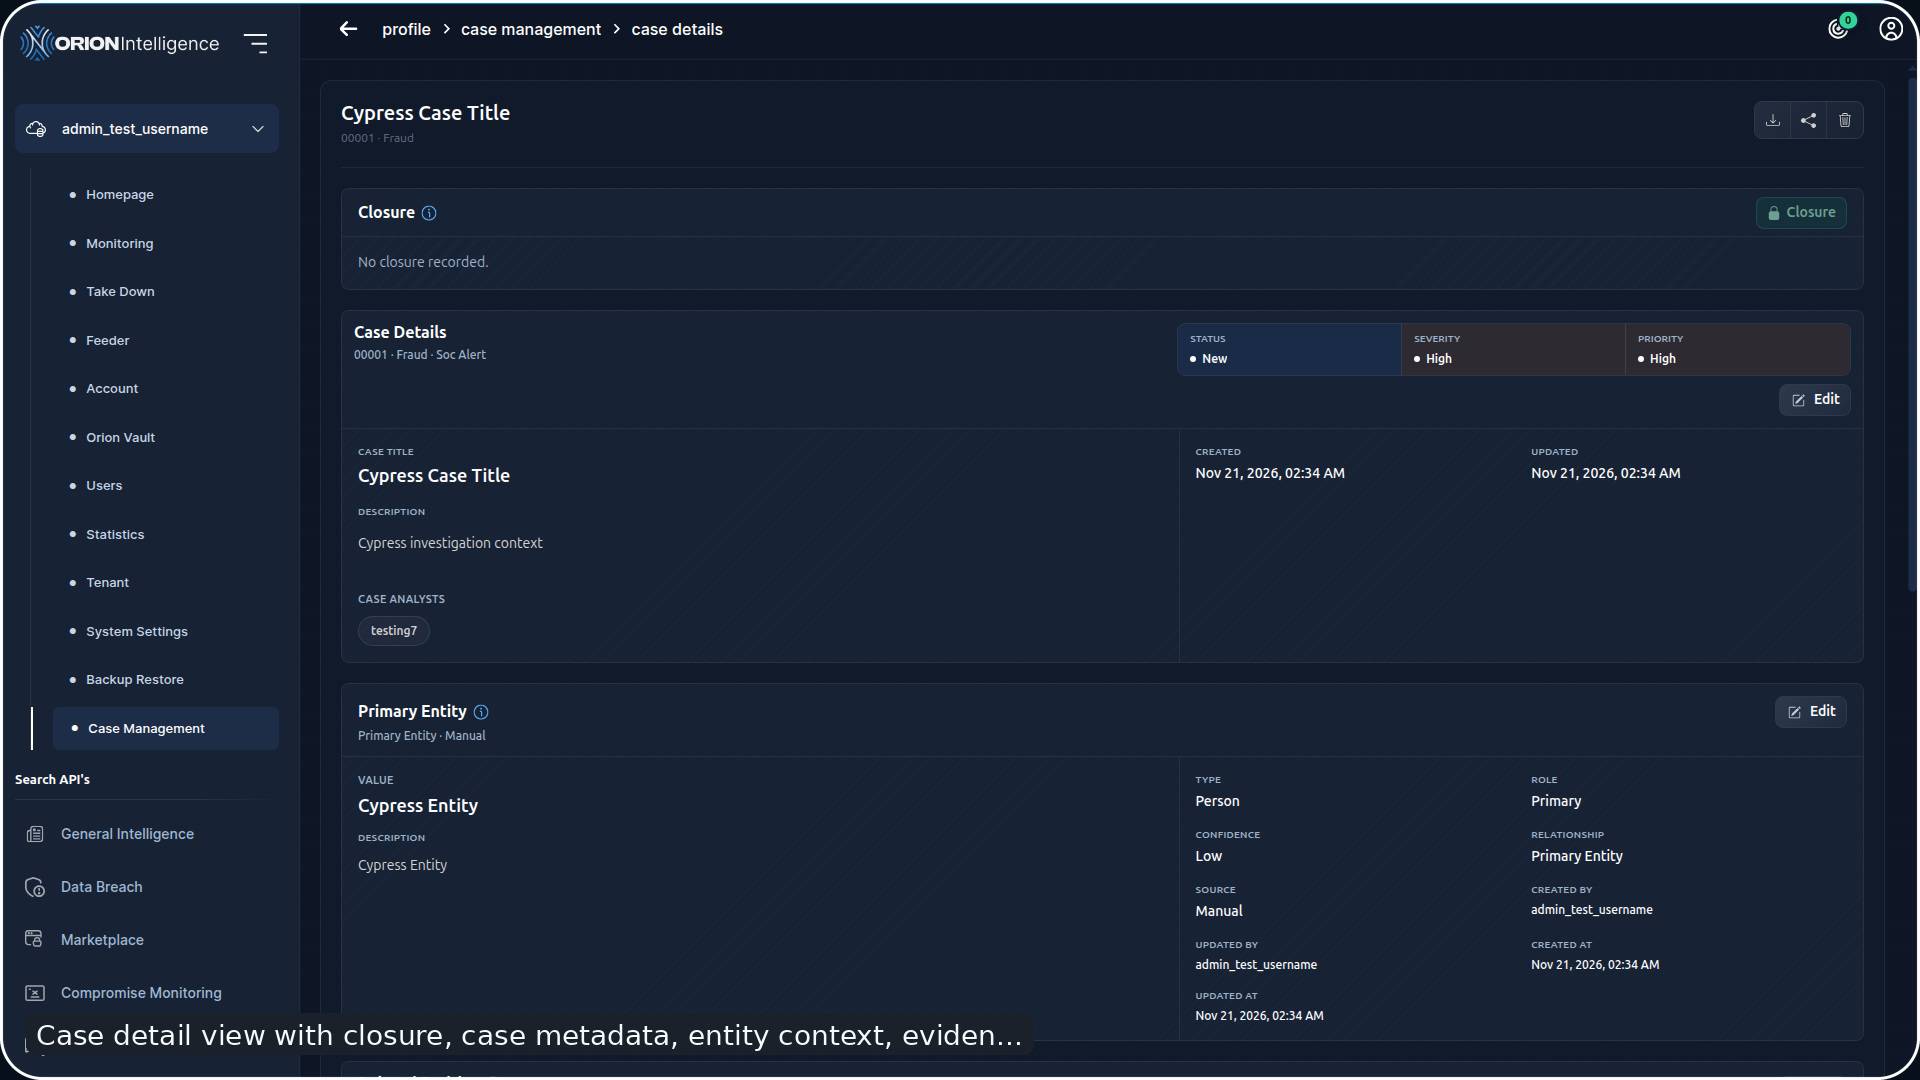 ORIONIntelligence
profile > case management > case details
0
admin_test_username
Homepage
Monitoring
Take Down
Feeder
Account
Orion Vault
Users
Statistics
Tenant
System Settings
Backup Restore
Case Management
Search API's
General Intelligence
Data Breach
Marketplace
Compromise Monitoring
Cypress Case Title
00001 · Fraud
Closure
Closure
No closure recorded.
Case Details
00001 · Fraud · Soc Alert
STATUS
New
SEVERITY
High
PRIORITY
High
Edit
CASE TITLE
Cypress Case Title
DESCRIPTION
Cypress investigation context
CASE ANALYSTS
testing7
CREATED
Nov 21, 2026, 02:34 AM
UPDATED
Nov 21, 2026, 02:34 AM
Primary Entity
Primary Entity · Manual
Edit
VALUE
Cypress Entity
DESCRIPTION
Cypress Entity
TYPE
Person
ROLE
Primary
CONFIDENCE
Low
RELATIONSHIP
Primary Entity
SOURCE
Manual
CREATED BY
admin_test_username
UPDATED BY
admin_test_username
CREATED AT
Nov 21, 2026, 02:34 AM
UPDATED AT
Nov 21, 2026, 02:34 AM
Case detail view with closure, case metadata, entity context, eviden...